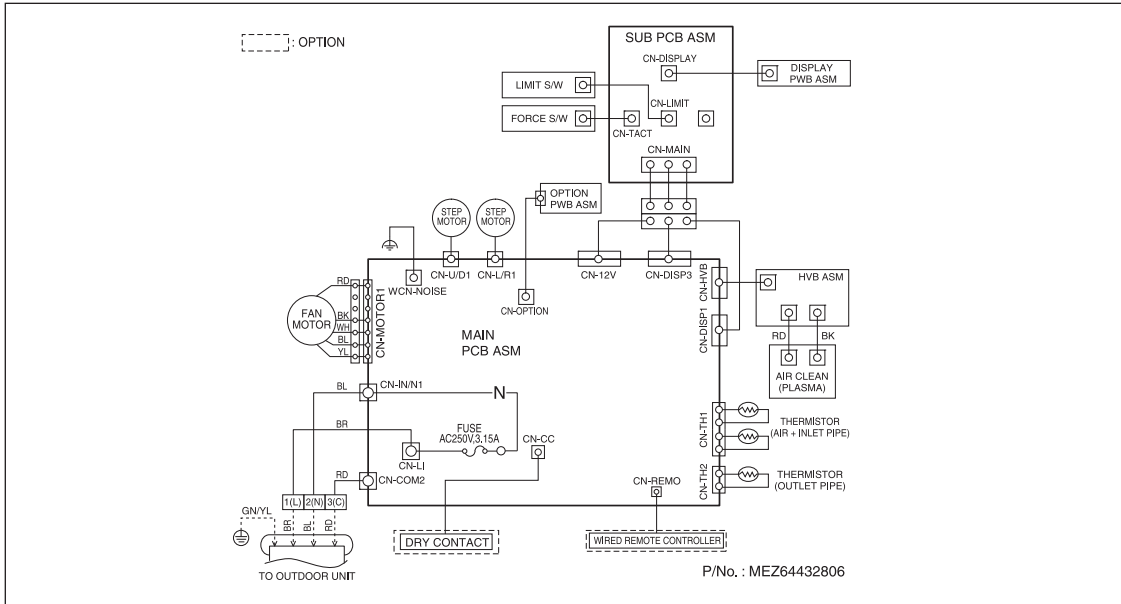 : OPTION
SUB PCB ASM
CN-DISPLAY
DISPLAY
PWB ASM
LIMIT S/W
CN-LIMIT
FORCE S/W
CN-TACT
CN-MAIN
OPTION
PWB ASM
STEP
MOTOR
STEP
MOTOR
CN-U/D1
CN-L/R1
CN-12V
CN-DISP3
WCN-NOISE
CN-OPTION
CN-HVB
HVB ASM
RD
FAN
MOTOR
BK
WH
BL
YL
CN-MOTOR1
MAIN
PCB ASM
CN-DISP1
RD
BK
AIR CLEAN
(PLASMA)
BL
CN-IN/N1
N
BR
FUSE
AC250V,3.15A
CN-CC
CN-LI
CN-TH1
THERMISTOR
(AIR + INLET PIPE)
RD
CN-COM2
CN-REMO
CN-TH2
THERMISTOR
(OUTLET PIPE)
1(L)
2(N)
3(C)
GN/YL
BR
BL
RD
DRY CONTACT
WIRED REMOTE CONTROLLER
TO OUTDOOR UNIT
P/No. : MEZ64432806